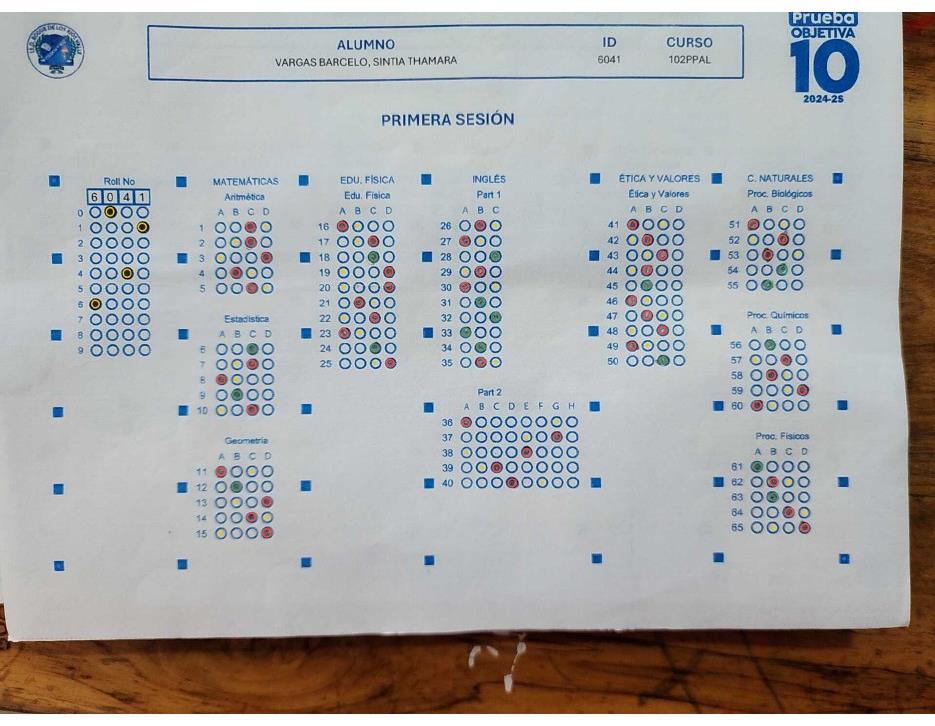 I.E.D. ROQUE DE LOS RÍOS VALLE
ALUMNO
VARGAS BARCELO, SINTIA THAMARA
ID
6041
CURSO
102PPAL
Prueba
OBJETIVA
10
2024-2S
PRIMERA SESIÓN
Roll No
6 0 4 1
0
1
2
3
4
5
6
7
8
9
MATEMÁTICAS
Aritmética
A B C D
1
2
3
4
5
Estadística
A B C D
6
7
8
9
10
Geometría
A B C D
11
12
13
14
15
EDU. FÍSICA
Edu. Física
A B C D
16
17
18
19
20
21
22
23
24
25
INGLÉS
Part 1
A B C
26
27
28
29
30
31
32
33
34
35
Part 2
A B C D E F G H
36
37
38
39
40
ÉTICA Y VALORES
Ética y Valores
A B C D
41
42
43
44
45
46
47
48
49
50
C. NATURALES
Proc. Biológicos
A B C D
51
52
53
54
55
Proc. Químicos
A B C D
56
57
58
59
60
Proc. Físicos
A B C D
61
62
63
64
65